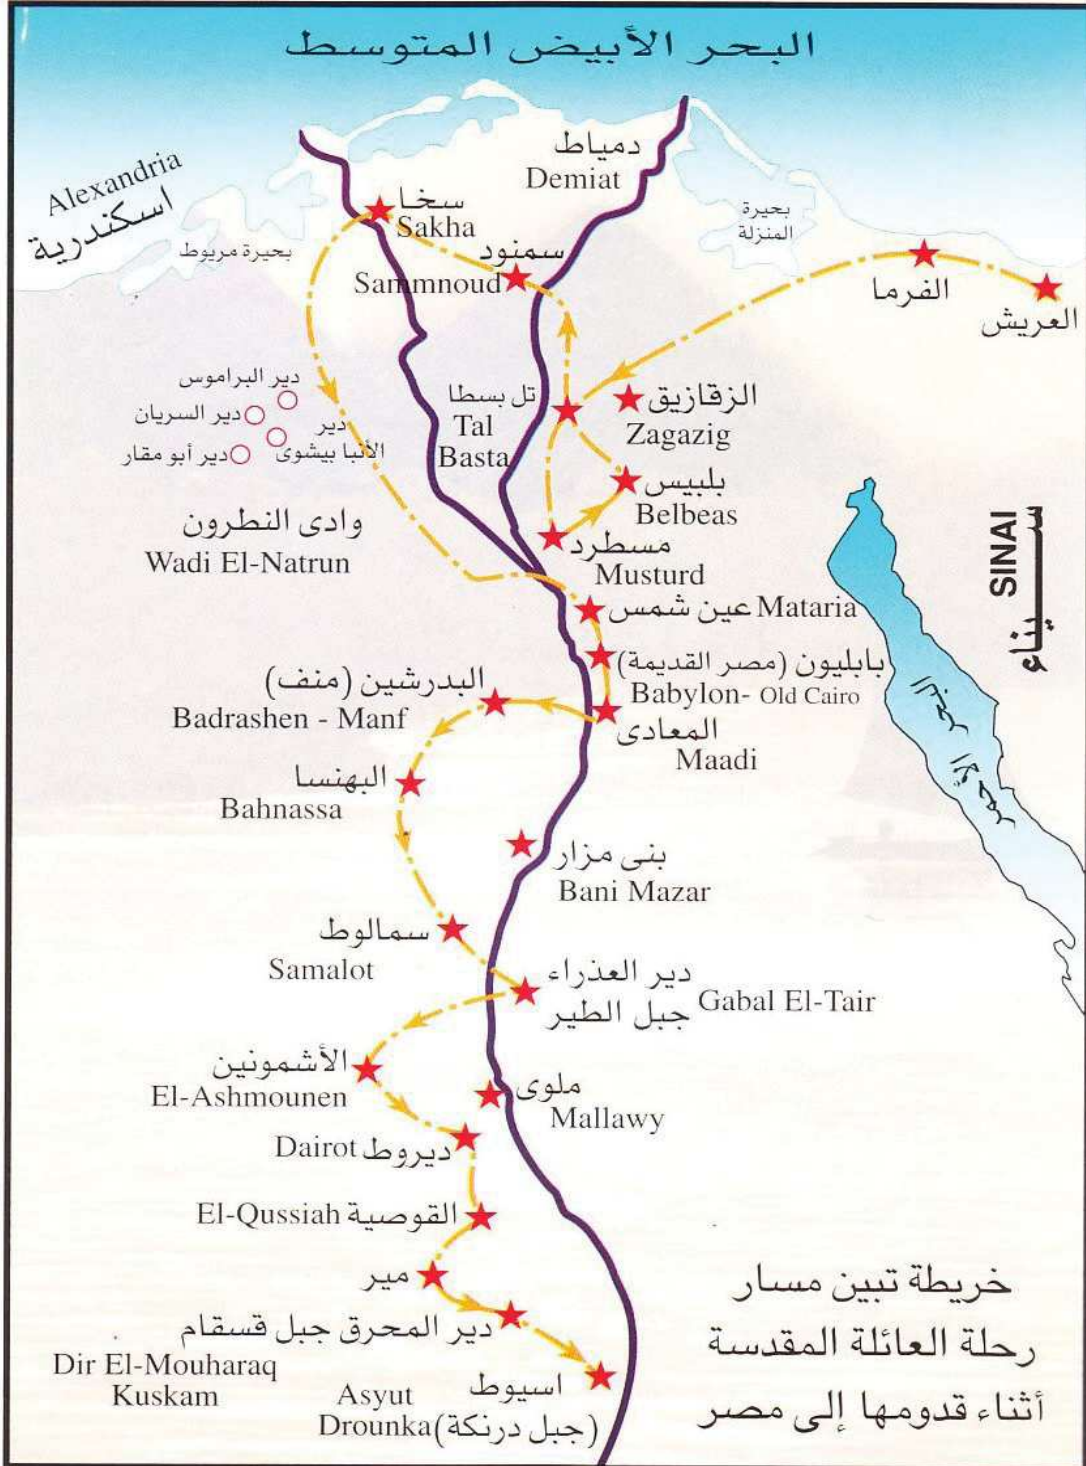 البحر الأبيض المتوسط
دمياط
Demiat
Alexandria
اسكندرية
سخا
Sakha
بحيرة مريوط
سمنود
Sammnoud
بحيرة
المنزلة
الفرما
العريش
دير البراموس
دير السريان
دير
الأنبا بيشوى
دير أبو مقار
تل بسطا
Tal
Basta
الزقازيق
Zagazig
بلبيس
Belbeas
وادى النطرون
Wadi El-Natrun
مسطرد
Musturd
سيناء SINAI
عين شمس Mataria
بابليون (مصر القديمة)
Babylon- Old Cairo
البحر الأحمر
البدرشين (منف)
Badrashen - Manf
المعادى
Maadi
البهنسا
Bahnassa
بنى مزار
Bani Mazar
سمالوط
Samalot
دير العذراء
جبل الطير
Gabal El-Tair
الأشمونين
El-Ashmounen
ملوى
Mallawy
Dairot ديروط
El-Qussiah القوصية
مير
دير المحرق جبل قسقام
Dir El-Mouharaq
Kuskam
اسيوط
Asyut
Drounka (جبل درنكة)
خريطة تبين مسار
رحلة العائلة المقدسة
أثناء قدومها إلى مصر